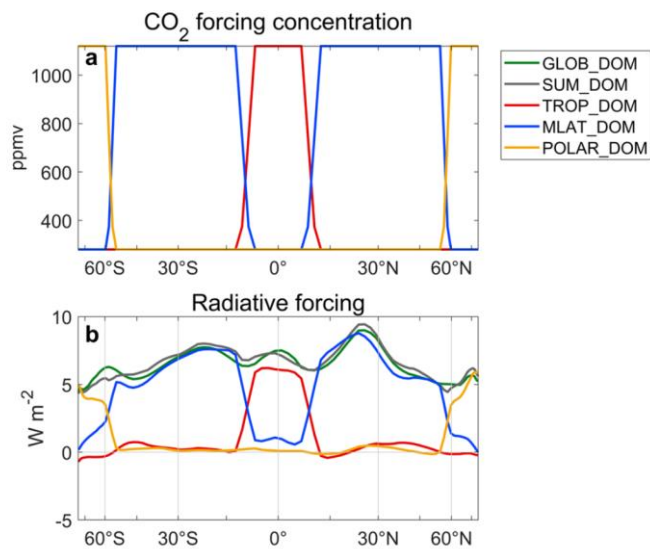 CO₂ forcing concentration
a
1000
800
600
400
ppmv
60°S 30°S 0° 30°N 60°N
GLOB_DOM
SUM_DOM
TROP_DOM
MLAT_DOM
POLAR_DOM
Radiative forcing
b
10
5
0
-5
W m⁻²
60°S 30°S 0° 30°N 60°N